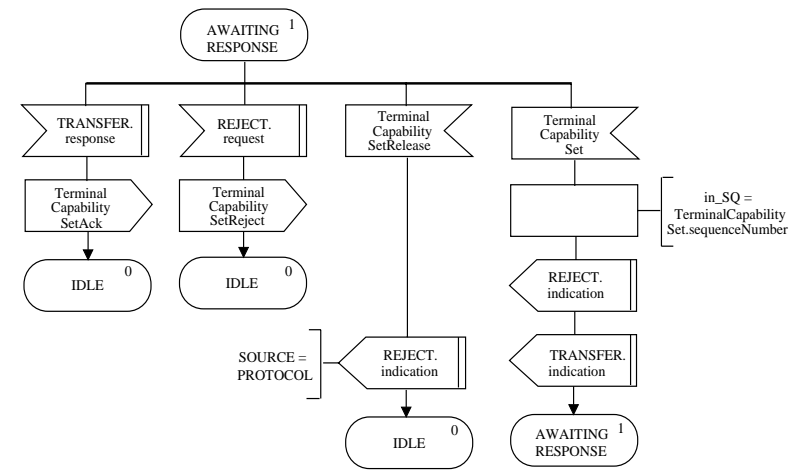 AWAITING 1
RESPONSE
TRANSFER.
response
REJECT.
request
Terminal
Capability
SetRelease
Terminal
Capability
Set
Terminal
Capability
SetAck
Terminal
Capability
SetReject
in_SQ =
TerminalCapability
Set.sequenceNumber
IDLE 0
IDLE 0
REJECT.
indication
SOURCE =
PROTOCOL
REJECT.
indication
TRANSFER.
indication
IDLE 0
AWAITING 1
RESPONSE